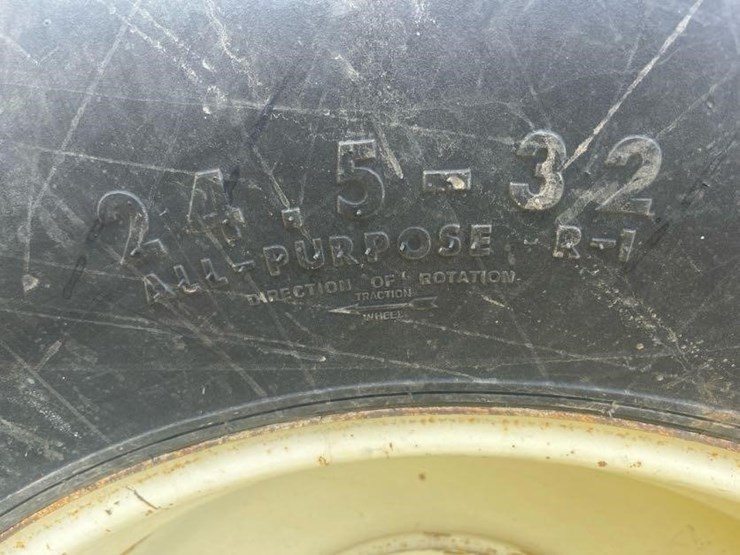 24.5-32
ALL-PURPOSE R-1
DIRECTION OF ROTATION
TRACTION
WHEEL